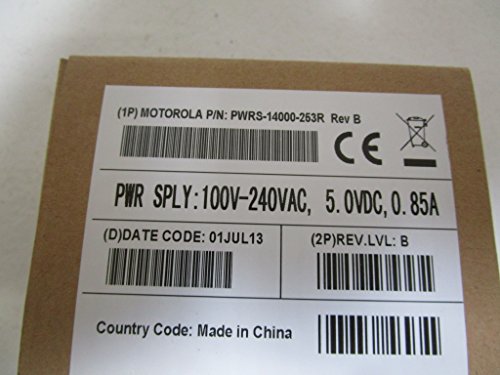 (1P) MOTOROLA P/N: PWRS-14000-253R Rev B
CE
PWR SPLY:100V-240VAC, 5.0VDC,0.85A
(D)DATE CODE: 01JUL13
(2P)REV.LVL: B
Country Code: Made in China